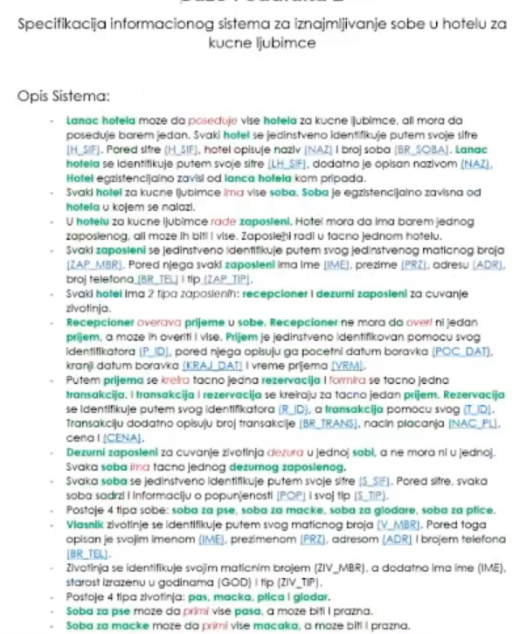 Specifikacija informacionog sistema za iznajmljivanje sobe u hotelu za
kucne ljubimce
Opis Sistema:
- Lanac hotela moze da poseduje vise hotela za kucne ljubimce, ali mora da
poseduje barem jedan. Svaki hotel se jedinstveno identifikuje putem svoje sifre
(H_SIF). Pored sifre (H_SIF), hotel opisuje naziv (NAZ) i broj soba (BR_SOBA). Lanac
hotela se identifikuje putem svoje sifre (LH_SIF), dodatno je opisan nazivom (NAZ).
Hotel egzistencijalno zavisi od lanca hotela kom pripada.
- Svaki hotel za kucne ljubimce ima vise soba. Soba je egzistencijalno zavisna od
hotela u kojem se nalazi.
- U hotelu za kucne ljubimce rade zaposleni. Hotel mora da ima barem jednog
zaposlenog, ali moze ih biti i vise. Zaposleni radi u tacno jednom hotelu.
- Svaki zaposleni se jedinstveno identifikuje putem svog jedinstvenog maticnog broja
(ZAP_MBR). Pored njega svaki zaposleni ima ime (IME), prezime (PRZ), adresu (ADR),
broj telefona (BR_TEL) i tip (ZAP_TIP).
- Svaki hotel ima 2 tipa zaposlenih: recepcioner i dezurni zaposleni za cuvanje
zivotinja.
- Recepcioner overava prijeme u sobe. Recepcioner ne mora da overi ni jedan
prijem, a moze ih overiti i vise. Prijem je jedinstveno identifikovan pomocu svog
identifikatora (P_ID), pored njega opisuju ga pocetni datum boravka (POC_DAT),
kranji datum boravka (KRAJ_DAT) i vreme prijema (VRM).
- Putem prijema se kreira tacno jedna rezervacija i formira se tacno jedna
transakcija. I transakcija i rezervacija se kreiraju za tacno jedan prijem. Rezervacija
se identifikuje putem svog identifikatora (R_ID), a transakcija pomocu svog (T_ID).
Transakciju dodatno opisuju broj transakcije (BR_TRANS), nacin placanja (NAC_PL),
cena i (CENA).
- Dezurni zaposleni za cuvanje zivotinja dezura u jednoj sobi, a ne mora ni u jednoj.
Svaka soba ima tacno jednog dezurnog zaposlenog.
- Svaka soba se jedinstveno identifikuje putem sifre (S_SIF). Pored sifre, svaka
soba sadrzi i informaciju o popunjenosti (POP) i svoj tip (S_TIP).
- Postoje 4 tipa sobe: soba za pse, soba za macke, soba za glodare, soba za ptice.
- Vlasnik zivotinje se identifikuje putem svog maticnog broja (V_MBR). Pored toga
opisan je svojim imenom (IME), prezimenom (PRZ), adresom (ADR) i brojem telefona
(BR_TEL).
- Zivotinja se identifikuje svojim maticnim brojem (ZIV_MBR), a dodatno ima ime (IME),
starost izrazenu u godinama (GOD) i tip (ZIV_TIP).
- Postoje 4 tipa zivotinja: pas, macka, ptica i glodar.
- Soba za pse moze da primi vise pasa, a moze biti i prazna.
- Soba za macke moze da primi vise macaka, a moze biti i prazna.